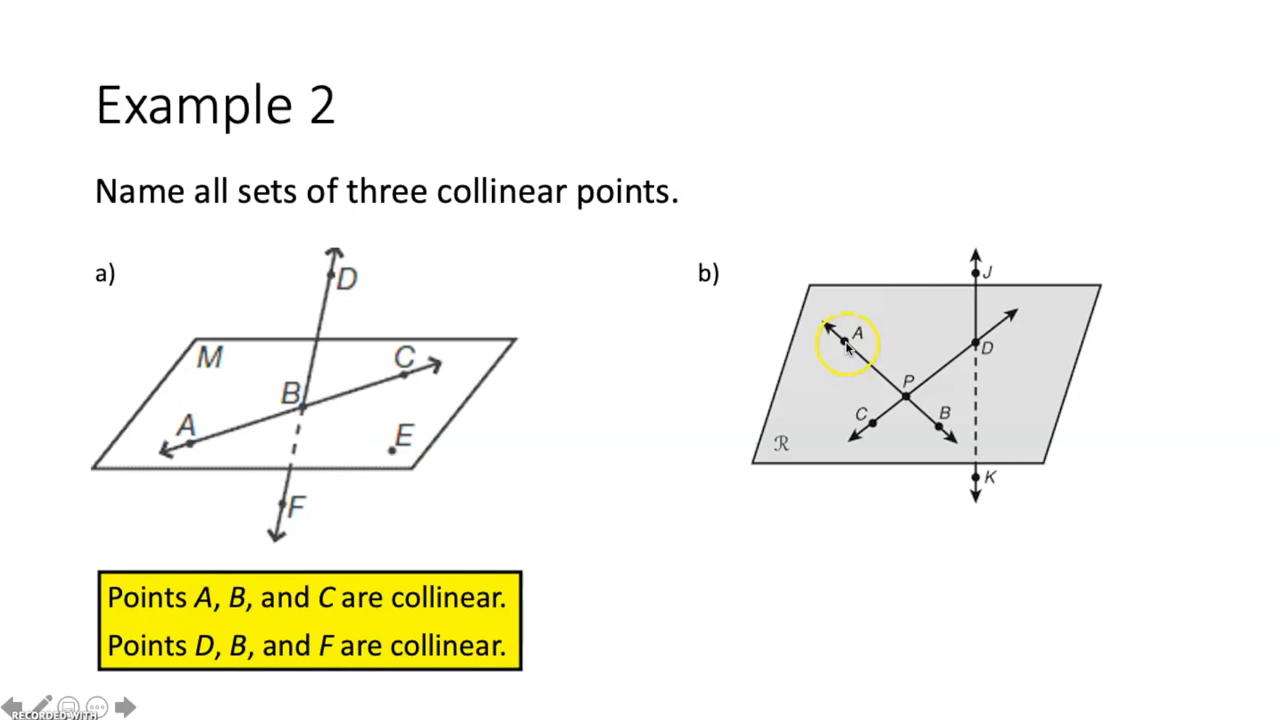 Example 2
Name all sets of three collinear points.
a)
D
M
C
B
A
E
F
b)
J
A
D
P
C
B
ℛ
K
Points A, B, and C are collinear.
Points D, B, and F are collinear.
RECORDED WITH